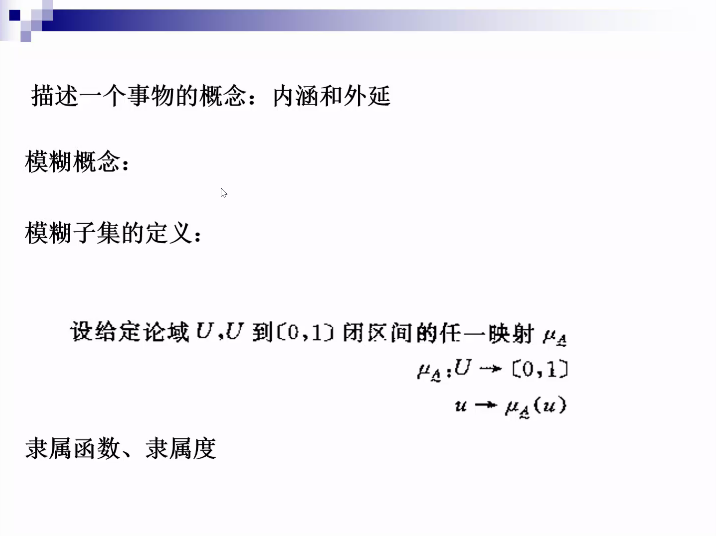 描述一个事物的概念：内涵和外延
模糊概念：
模糊子集的定义：
设给定论域 U,U 到〔0,1〕闭区间的任一映射 μ_A̰
μ_A̰:U → 〔0,1〕
u → μ_A̰(u)
隶属函数、隶属度